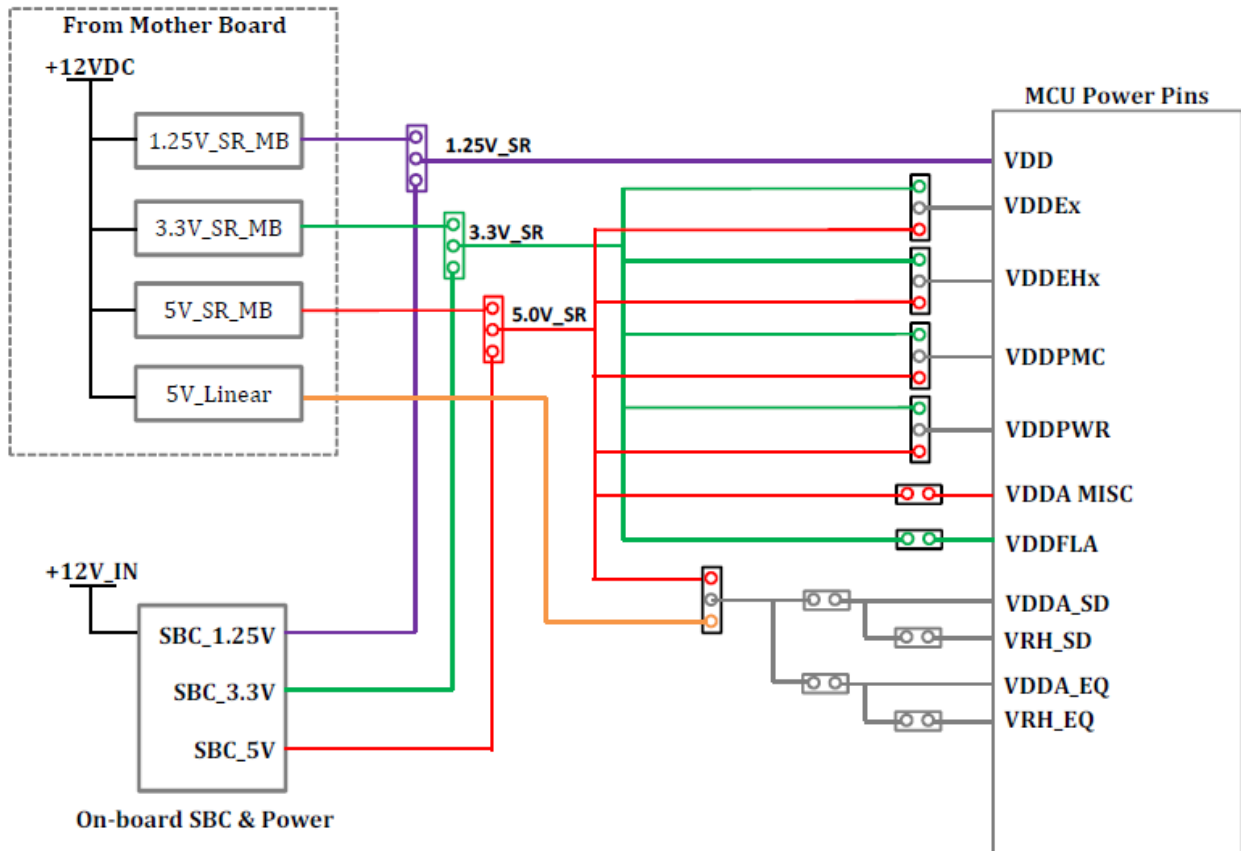 From Mother Board
+12VDC
MCU Power Pins
1.25V_SR_MB
1.25V_SR
VDD
VDDEx
3.3V_SR_MB
3.3V_SR
VDDEHx
5V_SR_MB
5.0V_SR
VDDPMC
5V_Linear
VDDPWR
VDDA MISC
VDDFLA
+12V_IN
VDDA_SD
SBC_1.25V
VRH_SD
SBC_3.3V
VDDA_EQ
VRH_EQ
SBC_5V
On-board SBC & Power